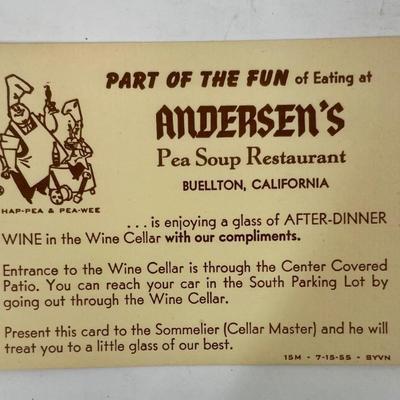 PART OF THE FUN of Eating at
ANDERSEN'S
Pea Soup Restaurant
BUELLTON, CALIFORNIA
HAP-PEA & PEA-WEE
. . . is enjoying a glass of AFTER-DINNER
WINE in the Wine Cellar with our compliments.
Entrance to the Wine Cellar is through the Center Covered
Patio. You can reach your car in the South Parking Lot by
going out through the Wine Cellar.
Present this card to the Sommelier (Cellar Master) and he will
treat you to a little glass of our best.
15M - 7-15-55 - BYVN